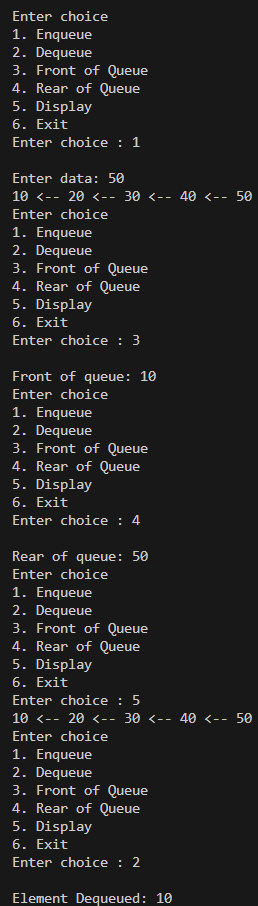 Enter choice
1. Enqueue
2. Dequeue
3. Front of Queue
4. Rear of Queue
5. Display
6. Exit
Enter choice : 1
Enter data: 50
10 <-- 20 <-- 30 <-- 40 <-- 50
Enter choice
1. Enqueue
2. Dequeue
3. Front of Queue
4. Rear of Queue
5. Display
6. Exit
Enter choice : 3
Front of queue: 10
Enter choice
1. Enqueue
2. Dequeue
3. Front of Queue
4. Rear of Queue
5. Display
6. Exit
Enter choice : 4
Rear of queue: 50
Enter choice
1. Enqueue
2. Dequeue
3. Front of Queue
4. Rear of Queue
5. Display
6. Exit
Enter choice : 5
10 <-- 20 <-- 30 <-- 40 <-- 50
Enter choice
1. Enqueue
2. Dequeue
3. Front of Queue
4. Rear of Queue
5. Display
6. Exit
Enter choice : 2
Element Dequeued: 10